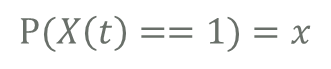 P(X(t) == 1) = x